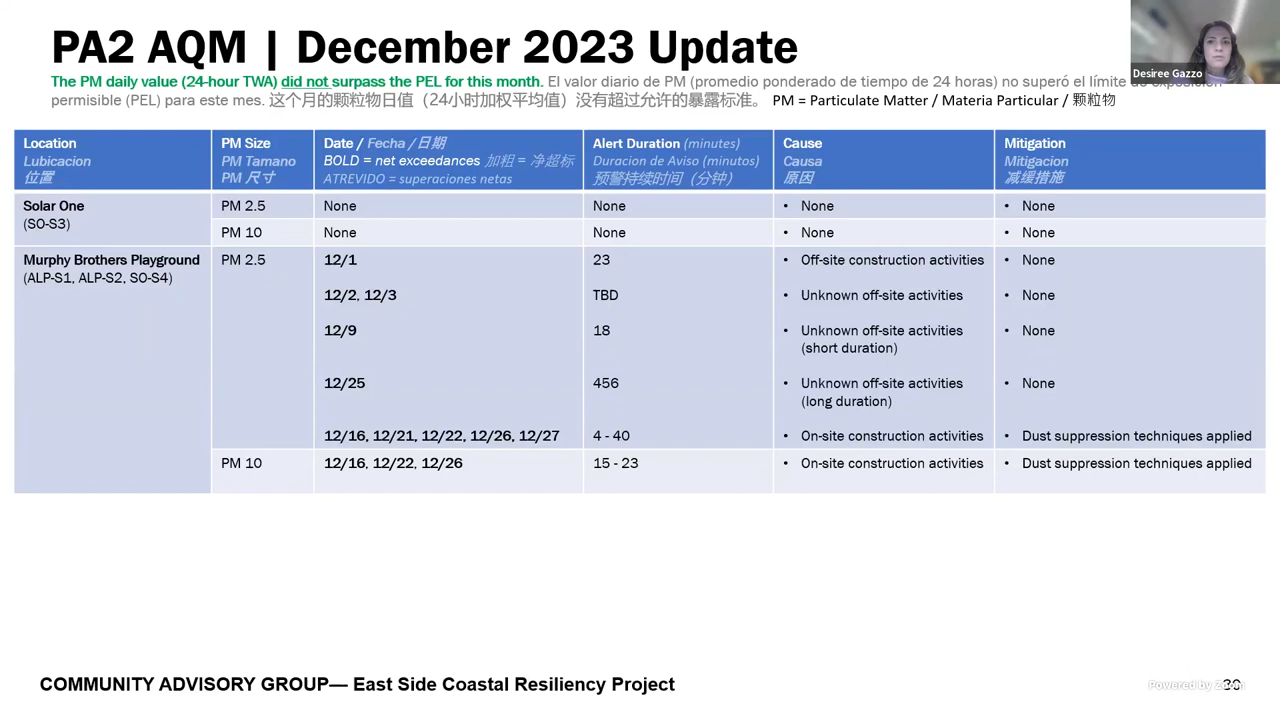 PA2 AQM | December 2023 Update
Desiree Gazzo
The PM daily value (24-hour TWA) did not surpass the PEL for this month. El valor diario de PM (promedio ponderado de tiempo de 24 horas) no superó el límite de exposición
permisible (PEL) para este mes. 这个月的颗粒物日值（24小时加权平均值）没有超过允许的暴露标准。 PM = Particulate Matter / Materia Particular / 颗粒物
Location
Lubicacion
位置
PM Size
PM Tamano
PM 尺寸
Date / Fecha / 日期
BOLD = net exceedances 加粗 = 净超标
ATREVIDO = superaciones netas
Alert Duration (minutes)
Duracion de Aviso (minutos)
预警持续时间（分钟）
Cause
Causa
原因
Mitigation
Mitigacion
减缓措施
Solar One
(SO-S3)
PM 2.5
None
None
• None
• None
PM 10
None
None
• None
• None
Murphy Brothers Playground
(ALP-S1, ALP-S2, SO-S4)
PM 2.5
12/1
23
• Off-site construction activities
• None
12/2, 12/3
TBD
• Unknown off-site activities
• None
12/9
18
• Unknown off-site activities
(short duration)
• None
12/25
456
• Unknown off-site activities
(long duration)
• None
12/16, 12/21, 12/22, 12/26, 12/27
4 - 40
• On-site construction activities
• Dust suppression techniques applied
PM 10
12/16, 12/22, 12/26
15 - 23
• On-site construction activities
• Dust suppression techniques applied
COMMUNITY ADVISORY GROUP— East Side Coastal Resiliency Project
Powered by Zoom